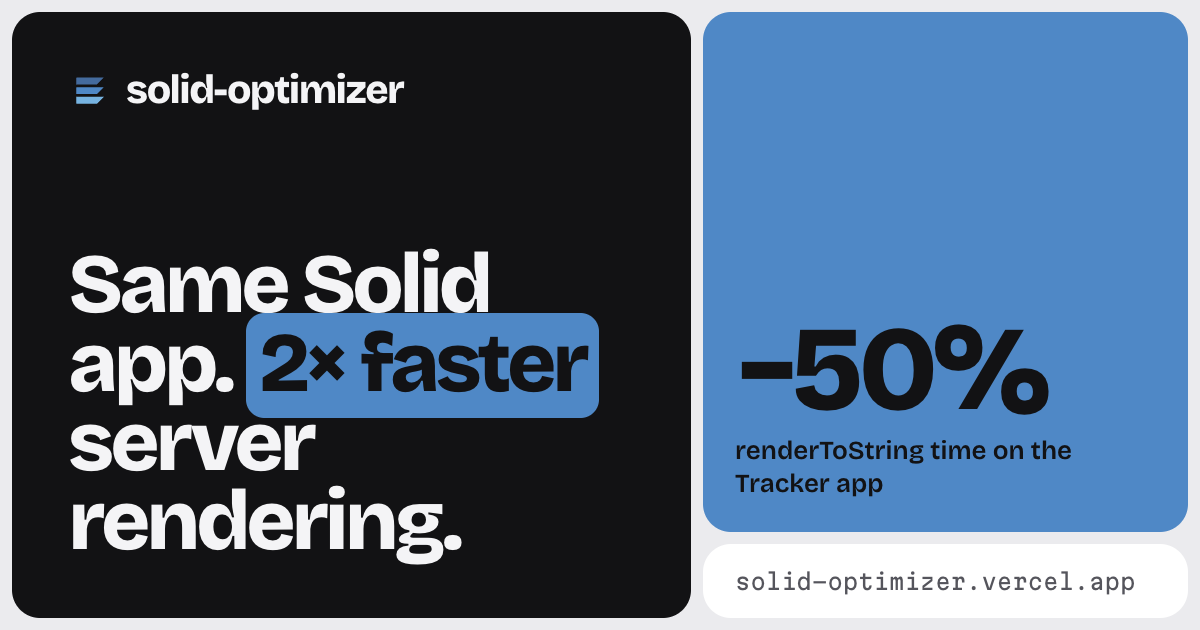 solid-optimizer
Same Solid
app. 2× faster
server
rendering.
–50%
renderToString time on the
Tracker app
solid-optimizer.vercel.app